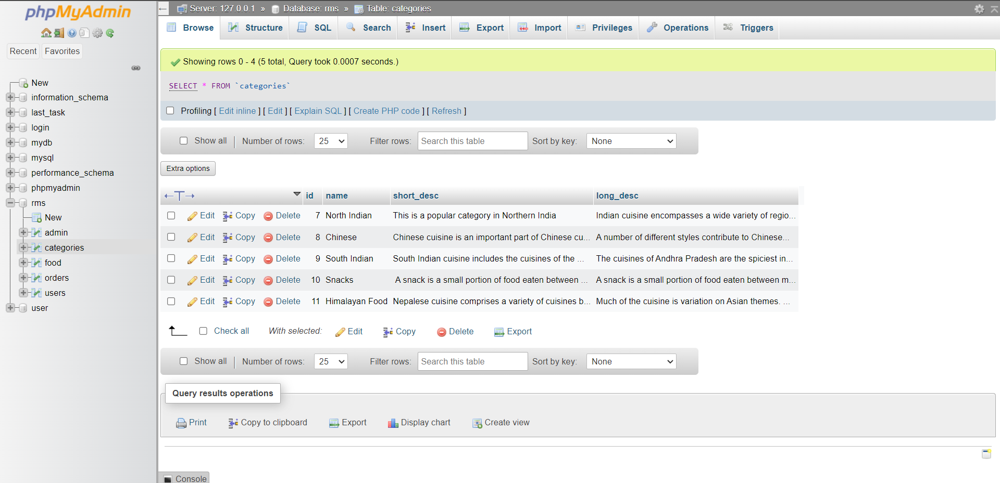 phpMyAdmin
Recent Favorites
New
information_schema
last_task
login
mydb
mysql
performance_schema
phpmyadmin
rms
New
admin
categories
food
orders
users
user
Server: 127.0.0.1 » Database: rms » Table: categories
Browse Structure SQL Search Insert Export Import Privileges Operations Triggers
Showing rows 0 - 4 (5 total, Query took 0.0007 seconds.)
SELECT * FROM `categories`
Profiling [ Edit inline ] [ Edit ] [ Explain SQL ] [ Create PHP code ] [ Refresh ]
Show all Number of rows: 25 Filter rows: Search this table Sort by key: None
Extra options
←T→ id name short_desc long_desc
Edit Copy Delete 7 North Indian This is a popular category in Northern India Indian cuisine encompasses a wide variety of regio...
Edit Copy Delete 8 Chinese Chinese cuisine is an important part of Chinese cu... A number of different styles contribute to Chinese...
Edit Copy Delete 9 South Indian South Indian cuisine includes the cuisines of the ... The cuisines of Andhra Pradesh are the spiciest in...
Edit Copy Delete 10 Snacks A snack is a small portion of food eaten between ... A snack is a small portion of food eaten between m...
Edit Copy Delete 11 Himalayan Food Nepalese cuisine comprises a variety of cuisines b... Much of the cuisine is variation on Asian themes. ...
Check all With selected: Edit Copy Delete Export
Show all Number of rows: 25 Filter rows: Search this table Sort by key: None
Query results operations
Print Copy to clipboard Export Display chart Create view
Console